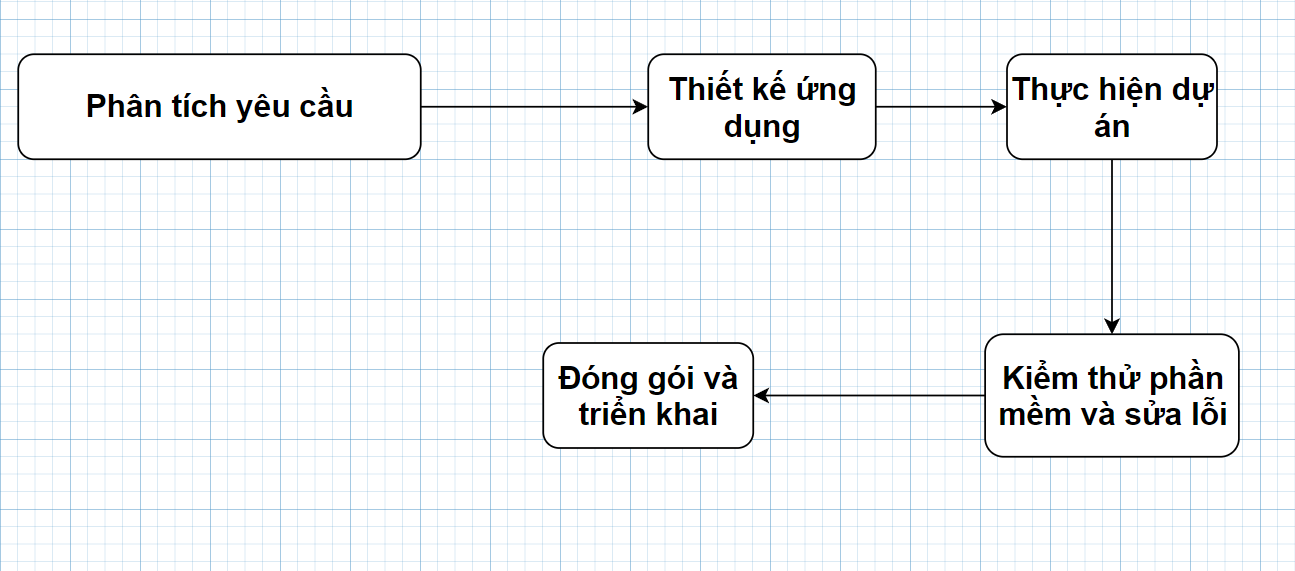 Phân tích yêu cầu
Thiết kế ứng
dụng
Thực hiện dự
án
Kiểm thử phần
mềm và sửa lỗi
Đóng gói và
triển khai